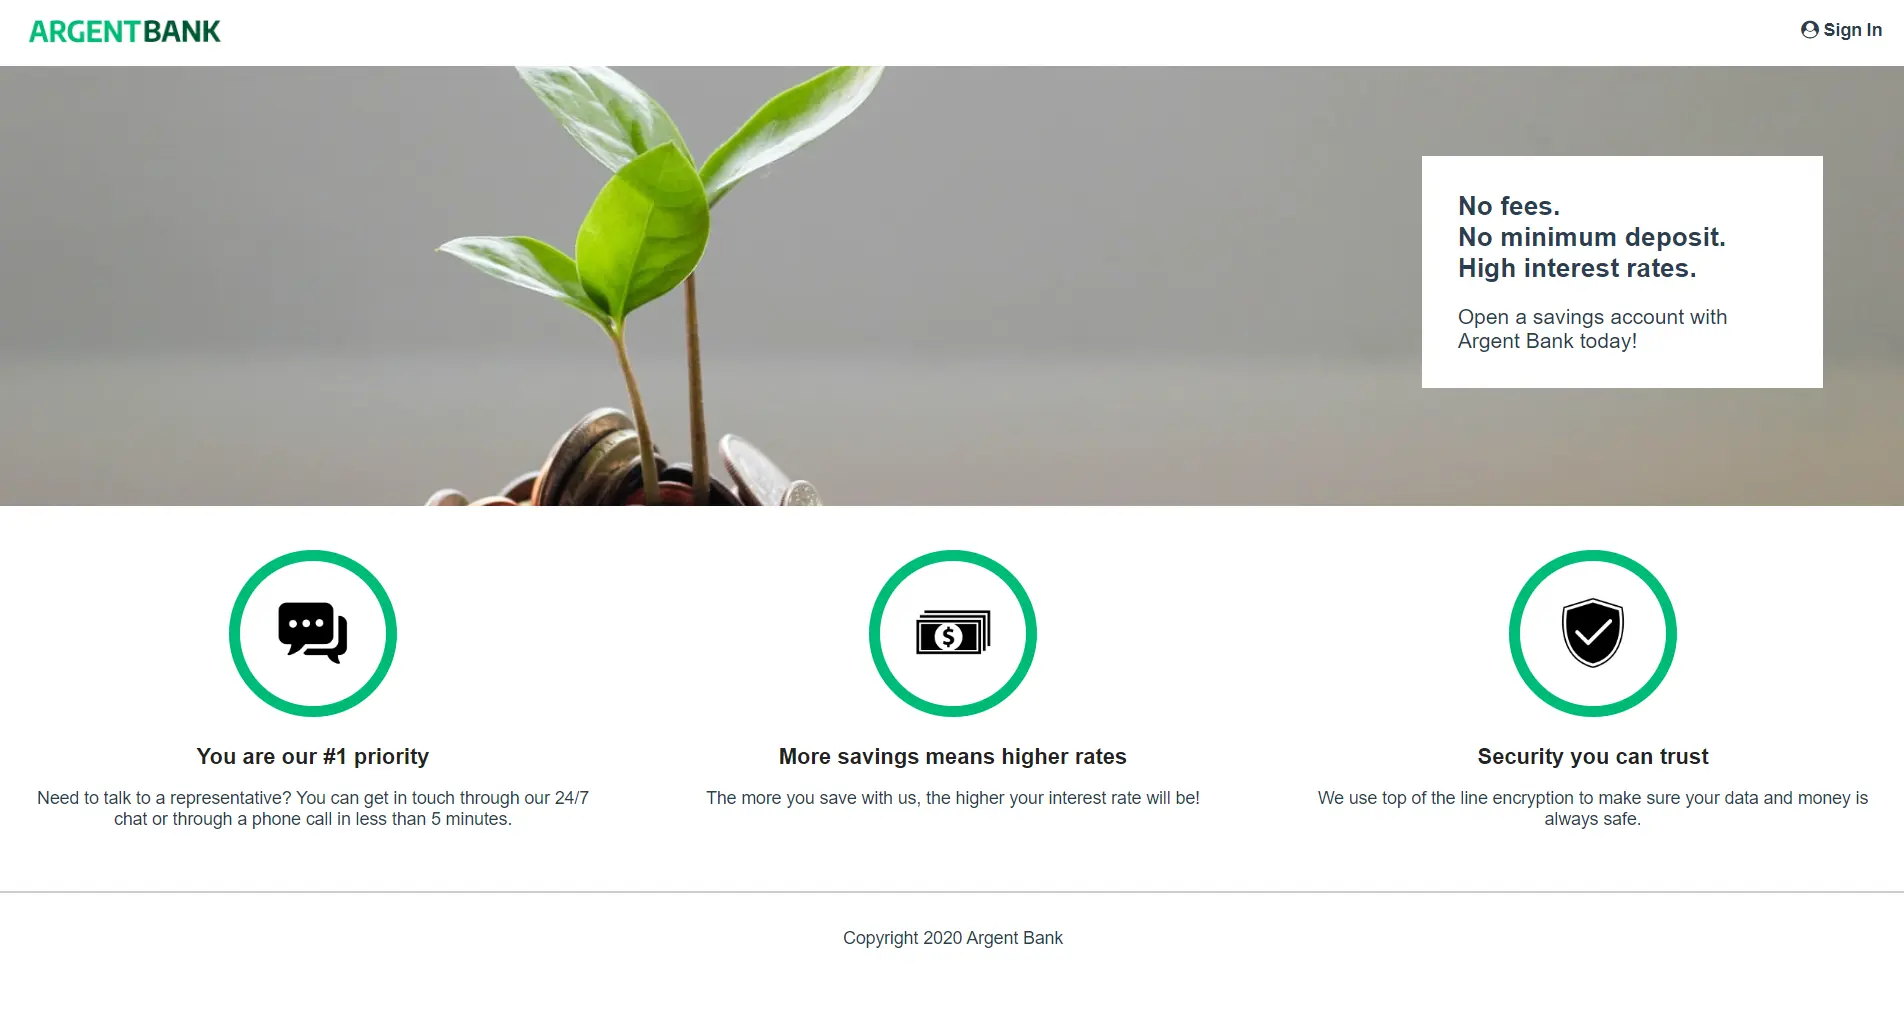 ARGENTBANK
Sign In
No fees.
No minimum deposit.
High interest rates.
Open a savings account with
Argent Bank today!
$
You are our #1 priority
Need to talk to a representative? You can get in touch through our 24/7
chat or through a phone call in less than 5 minutes.
More savings means higher rates
The more you save with us, the higher your interest rate will be!
Security you can trust
We use top of the line encryption to make sure your data and money is
always safe.
Copyright 2020 Argent Bank